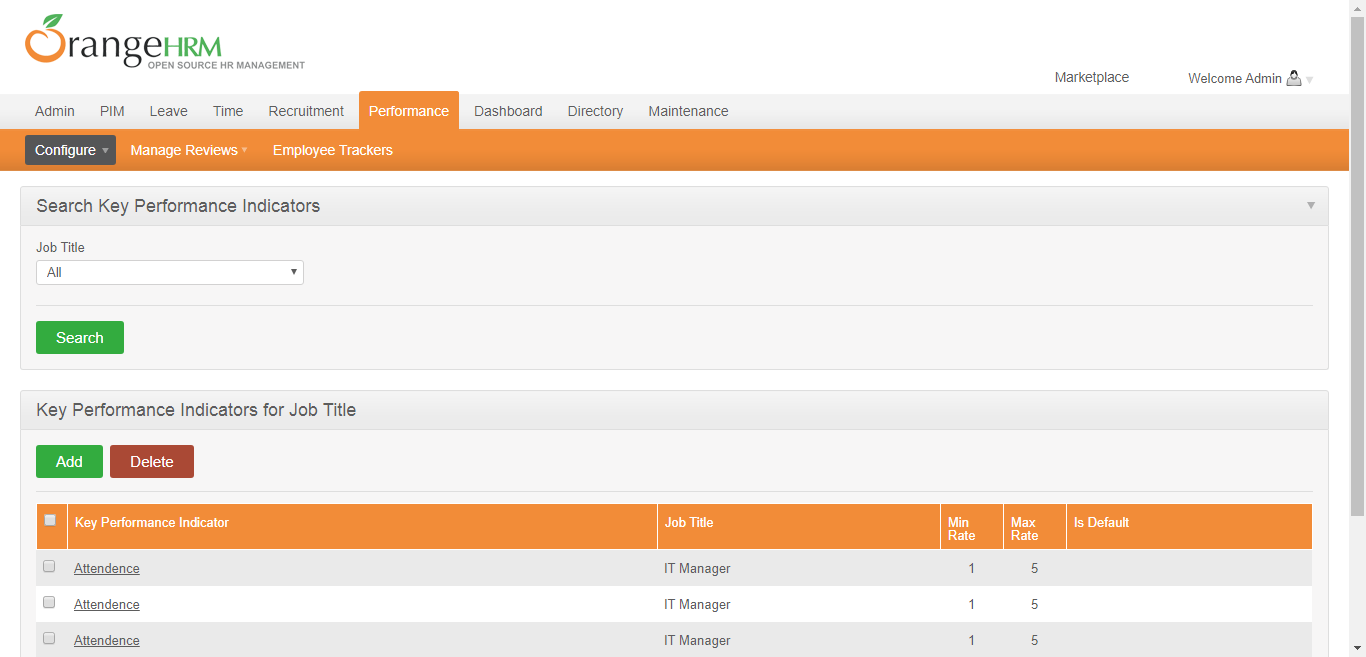 OrangeHRM
OPEN SOURCE HR MANAGEMENT
Marketplace
Welcome Admin
Admin PIM Leave Time Recruitment Performance Dashboard Directory Maintenance
Configure Manage Reviews Employee Trackers
Search Key Performance Indicators
Job Title
All
Search
Key Performance Indicators for Job Title
Add Delete
Key Performance Indicator Job Title Min Rate Max Rate Is Default
Attendence IT Manager 1 5
Attendence IT Manager 1 5
Attendence IT Manager 1 5